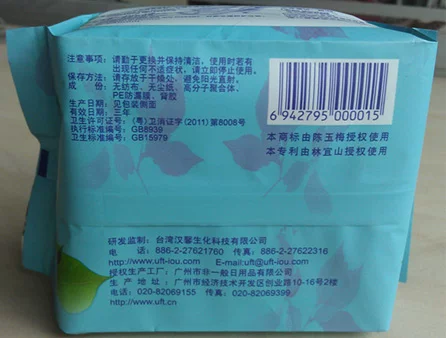 注意事项：请勤于更换并保持清洁，使用时若有
出现任何不适症状，请立即停止使用。
保存方法：请存放于干燥处，避免阳光直射。
成　　份：无纺布、无尘纸、高分子聚合体、
PE防漏膜、背胶
生产日期：见包装侧面
有效日期：三年
卫生许可证号：(粤)卫消证字(2011)第8008号
执行标准编号：GB8939
卫生标准编号：GB15979
6 942795 000015
本商标由陈玉梅授权使用
本专利由林宜山授权使用
研发监制：台湾汉馨生化科技有限公司
电　　话：886-2-27621760 传真：886-2-27622316
http://www.uft-iou.com E-mail:uft@uft-iou.com
授权生产工厂：广州市非一般日用品有限公司
生产地址：广州市经济技术开发区创业路10-16号2楼
电话：020-82069155 传真：020-82069399
http://www.uft.cn